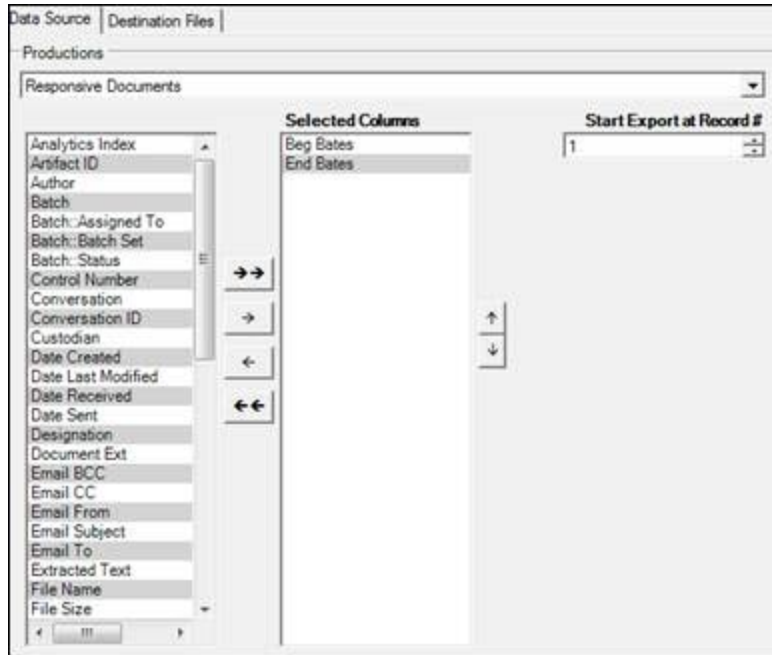 Data Source Destination Files
Productions
Responsive Documents
Selected Columns
Start Export at Record #
Analytics Index
Artifact ID
Author
Batch
Batch::Assigned To
Batch::Batch Set
Batch::Status
Control Number
Conversation
Conversation ID
Custodian
Date Created
Date Last Modified
Date Received
Date Sent
Designation
Document Ext
Email BCC
Email CC
Email From
Email Subject
Email To
Extracted Text
File Name
File Size
Beg Bates
End Bates
1